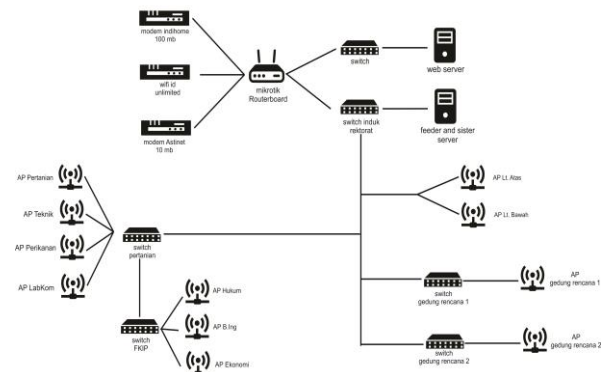 modem indihome
100 mb
wifi id
unlimited
modem Astinet
10 mb
mikrotik
Routerboard
switch
web server
switch induk
rektorat
feeder and sister
server
AP Pertanian
AP Teknik
AP Perikanan
AP LabKom
switch
pertanian
switch
FKIP
AP Hukum
AP B.Ing
AP Ekonomi
AP Lt. Atas
AP Lt. Bawah
switch
gedung rencana 1
AP
gedung rencana 1
switch
gedung rencana 2
AP
gedung rencana 2